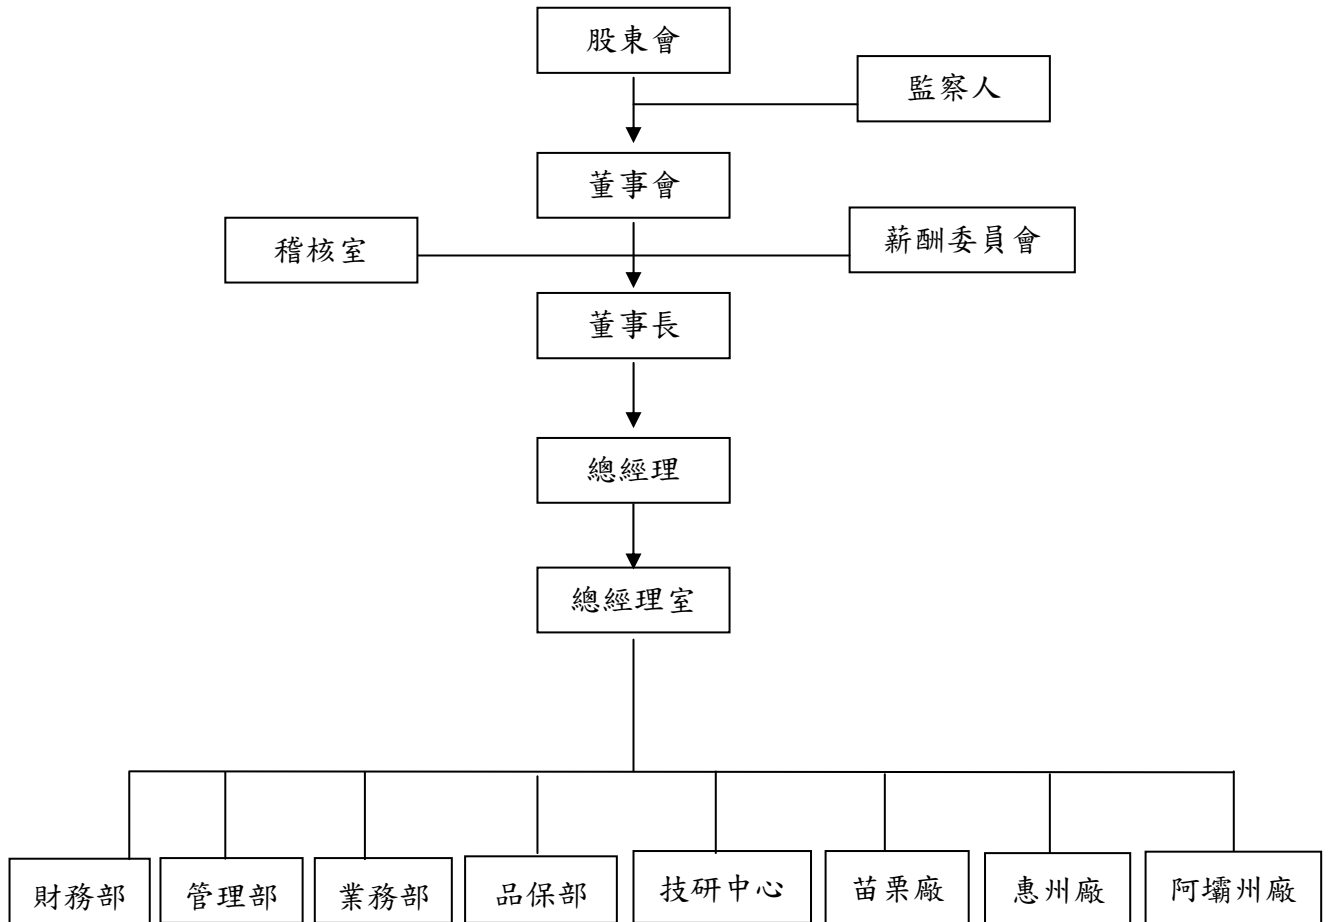 股東會
監察人
董事會
稽核室
薪酬委員會
董事長
總經理
總經理室
財務部
管理部
業務部
品保部
技研中心
苗栗廠
惠州廠
阿壩州廠